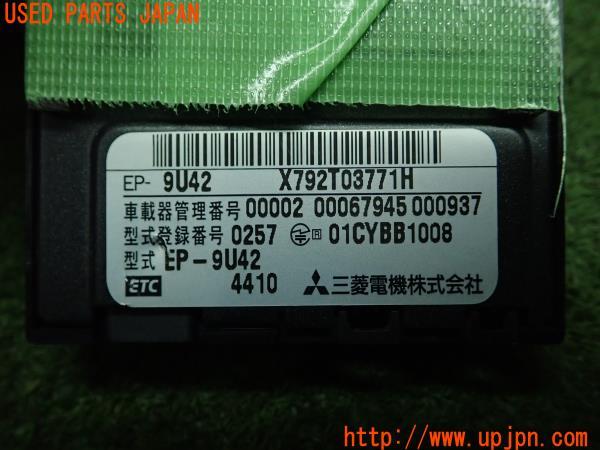 USED PARTS JAPAN
EP- 9U42 X792T03771H
車載器管理番号 00002 00067945 000937
型式登録番号 0257 R 01CYBB1008
型式 EP-9U42
ETC 4410 三菱電機株式会社
http://www.upjpn.com/